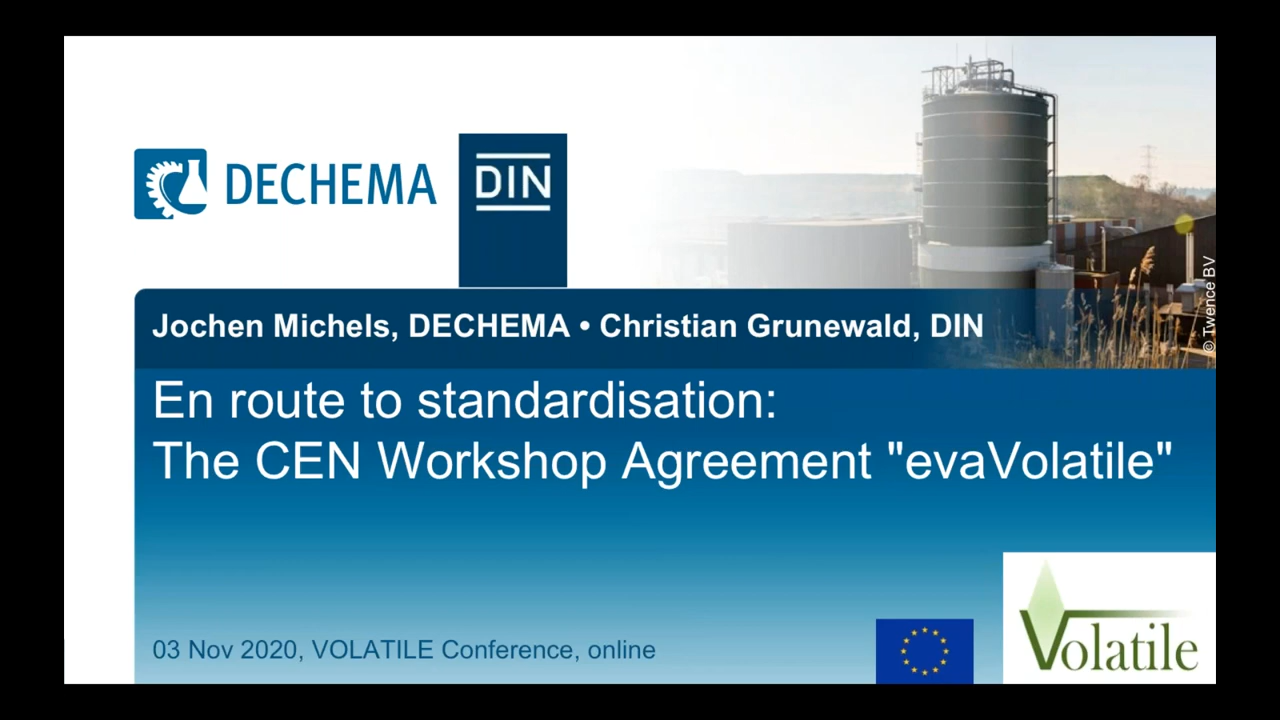 DECHEMA
DIN
© Twence BV
Jochen Michels, DECHEMA • Christian Grunewald, DIN
En route to standardisation:
The CEN Workshop Agreement "evaVolatile"
03 Nov 2020, VOLATILE Conference, online
Volatile